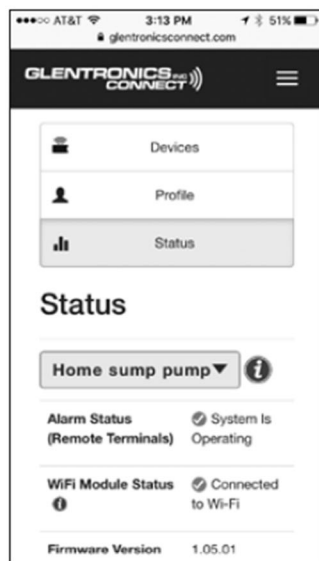 AT&T 3:13 PM 51%
glentronicsconnect.com
GLENTRONICS INC
CONNECT
Devices
Profile
Status
Status
Home sump pump
Alarm Status
(Remote Terminals)
System Is
Operating
WiFi Module Status
Connected
to Wi-Fi
Firmware Version 1.05.01